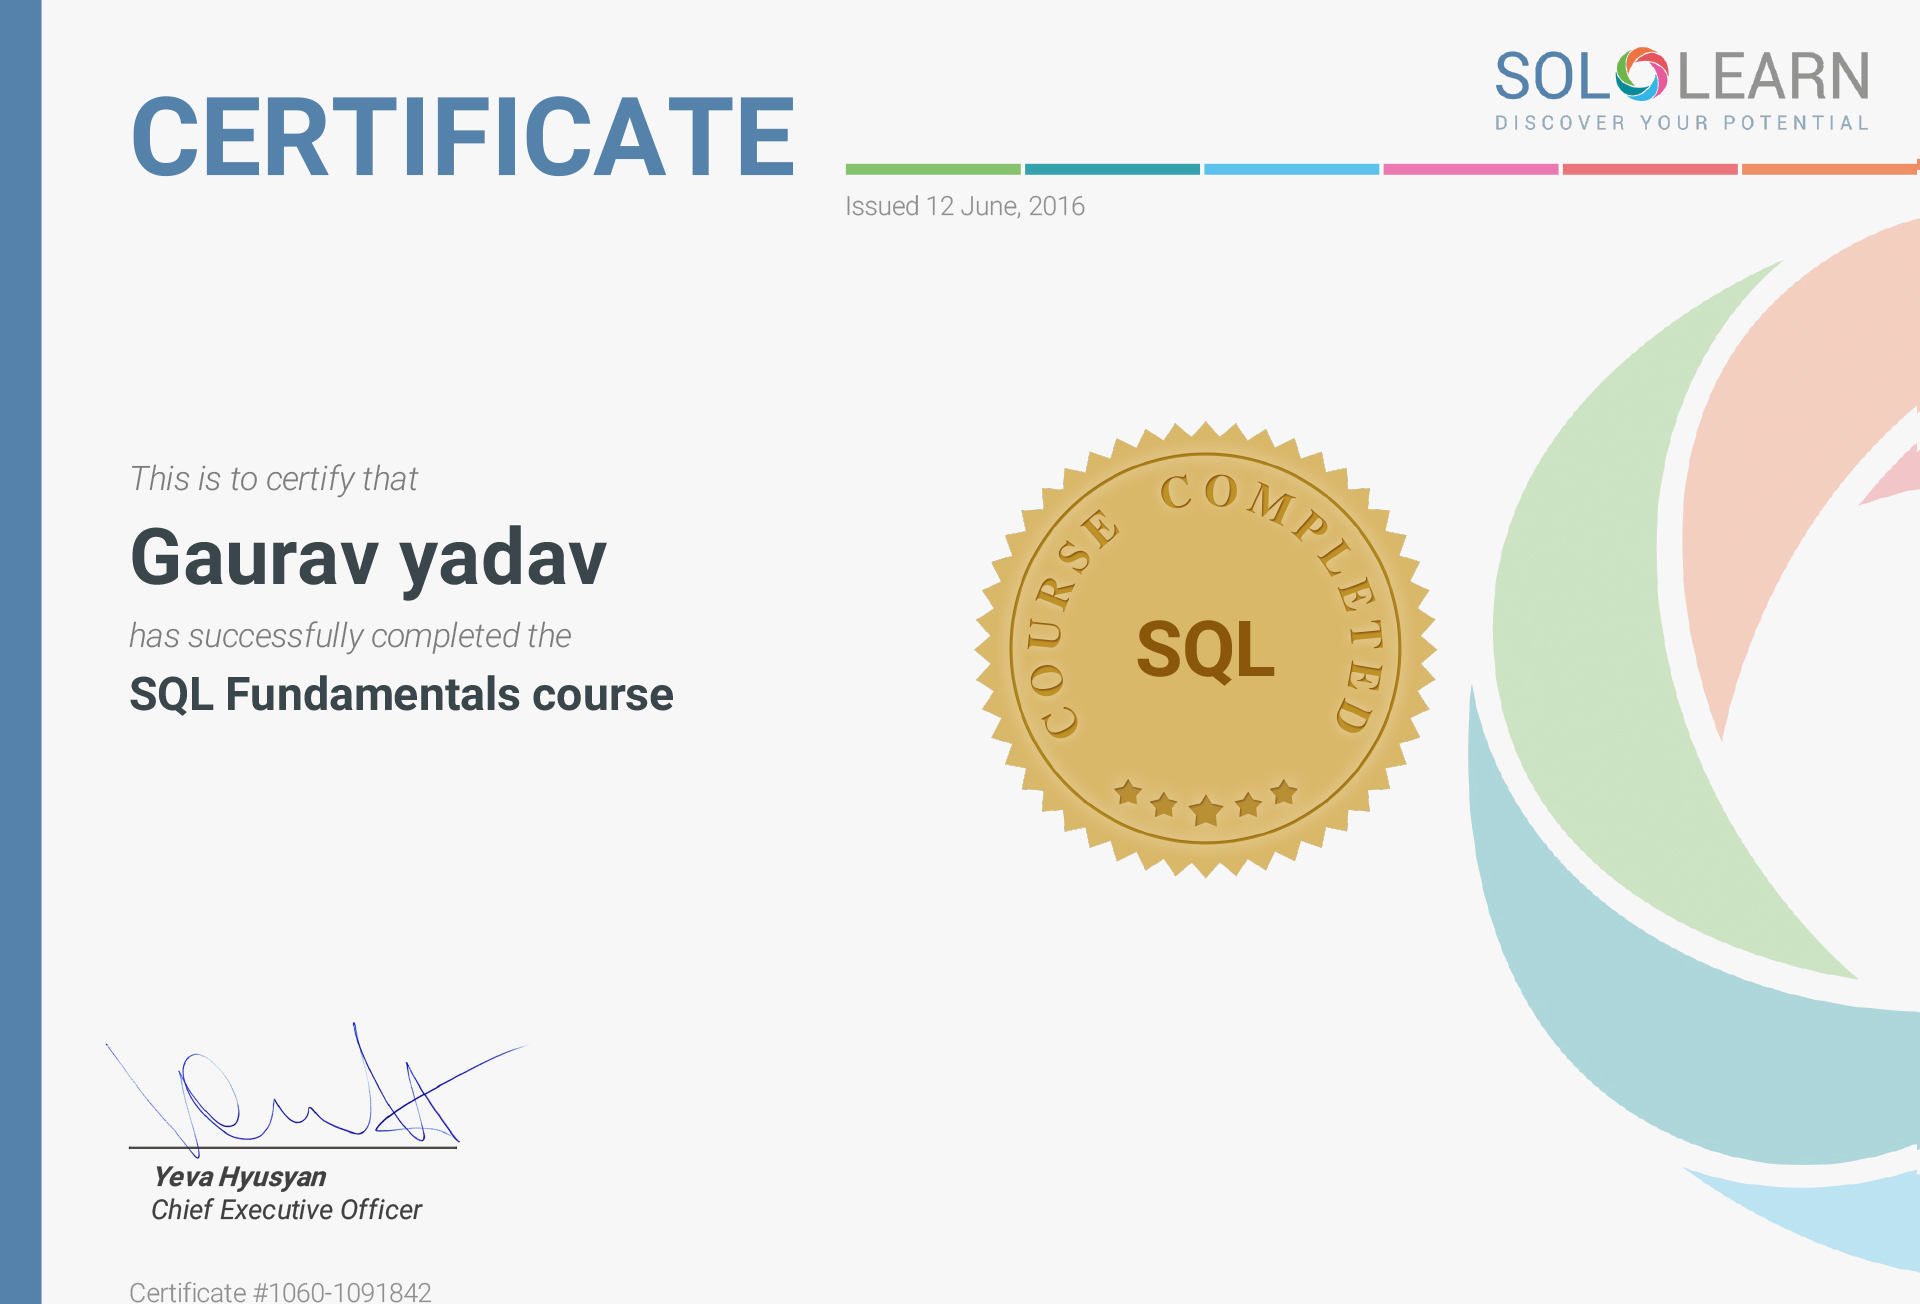 CERTIFICATE
SOLOLEARN
DISCOVER YOUR POTENTIAL
Issued 12 June, 2016
This is to certify that
Gaurav yadav
has successfully completed the
SQL Fundamentals course
COURSE COMPLETED
SQL
Yeva Hyusyan
Chief Executive Officer
Certificate #1060-1091842